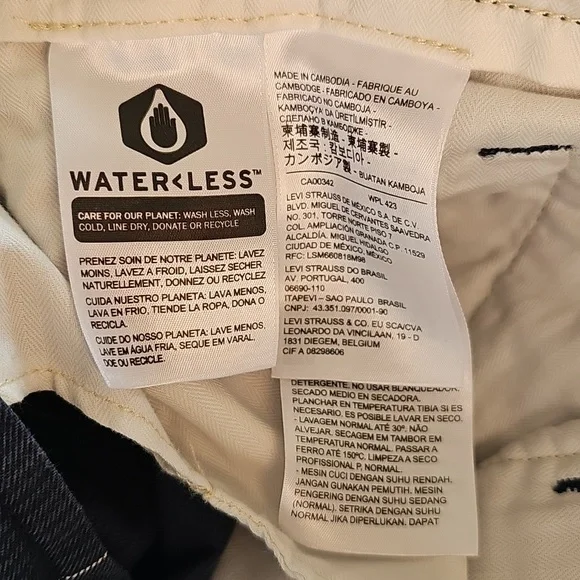 WATER<LESS™
CARE FOR OUR PLANET: WASH LESS, WASH
COLD, LINE DRY, DONATE OR RECYCLE
PRENEZ SOIN DE NOTRE PLANETE: LAVEZ
MOINS, LAVEZ A FROID, LAISSEZ SECHER
NATURELLEMENT, DONNEZ OU RECYCLEZ
CUIDA NUESTRO PLANETA: LAVA MENOS,
LAVA EN FRIO, TIENDE LA ROPA, DONA O
RECICLA.
CUIDE DO NOSSO PLANETA: LAVE MENOS,
LAVE EM ÁGUA FRIA, SEQUE EM VARAL.
DOE OU RECICLE.
MADE IN CAMBODIA - FABRIQUE AU
CAMBODGE - FABRICADO EN CAMBOYA -
FABRICADO NO CAMBOJA -
KAMBOÇYA'DA ÜRETİLMİSTİR -
СДЕЛАНО В КАМБОДЖЕ -
柬埔寨制造 - 東埔寨製 -
제조국 : 캄보디아 -
カンボジア製 - BUATAN KAMBOJA
CA00342 WPL 423
LEVI STRAUSS DE MÉXICO S.A. DE C.V.
BLVD. MIGUEL DE CERVANTES SAAVEDRA
NO. 301, TORRE NORTE PISO 7
COL. AMPLIACIÓN GRANADA C.P. 11529
ALCALDÍA. MIGUEL HIDALGO
CIUDAD DE MÉXICO, MÉXICO
RFC: LSM660818M98
LEVI STRAUSS DO BRASIL
AV. PORTUGAL, 400
06690-110
ITAPEVI – SAO PAULO BRASIL
CNPJ: 43.351.097/0001-90
LEVI STRAUSS & CO. EU SCA/CVA
LEONARDO DA VINCILAAN, 19 - D
1831 DIEGEM, BELGIUM
CIF A 08298606
DETERGENTE. NO USAR BLANQUEADOR.
SECADO MEDIO EN SECADORA.
PLANCHAR EN TEMPERATURA TIBIA SI ES
NECESARIO. ES POSIBLE LAVAR EN SECO.
- LAVAGEM NORMAL ATÉ 30º. NÃO
ALVEJAR. SECAGEM EM TAMBOR EM
TEMPERATURA NORMAL. PASSAR A
FERRO ATÉ 150ºC. LIMPEZA A SECO
PROFISSIONAL P, NORMAL.
- MESIN CUCI DENGAN SUHU RENDAH.
JANGAN GUNAKAN PEMUTIH. MESIN
PENGERING DENGAN SUHU SEDANG
(NORMAL). SETRIKA DENGAN SUHU
NORMAL JIKA DIPERLUKAN. DAPAT